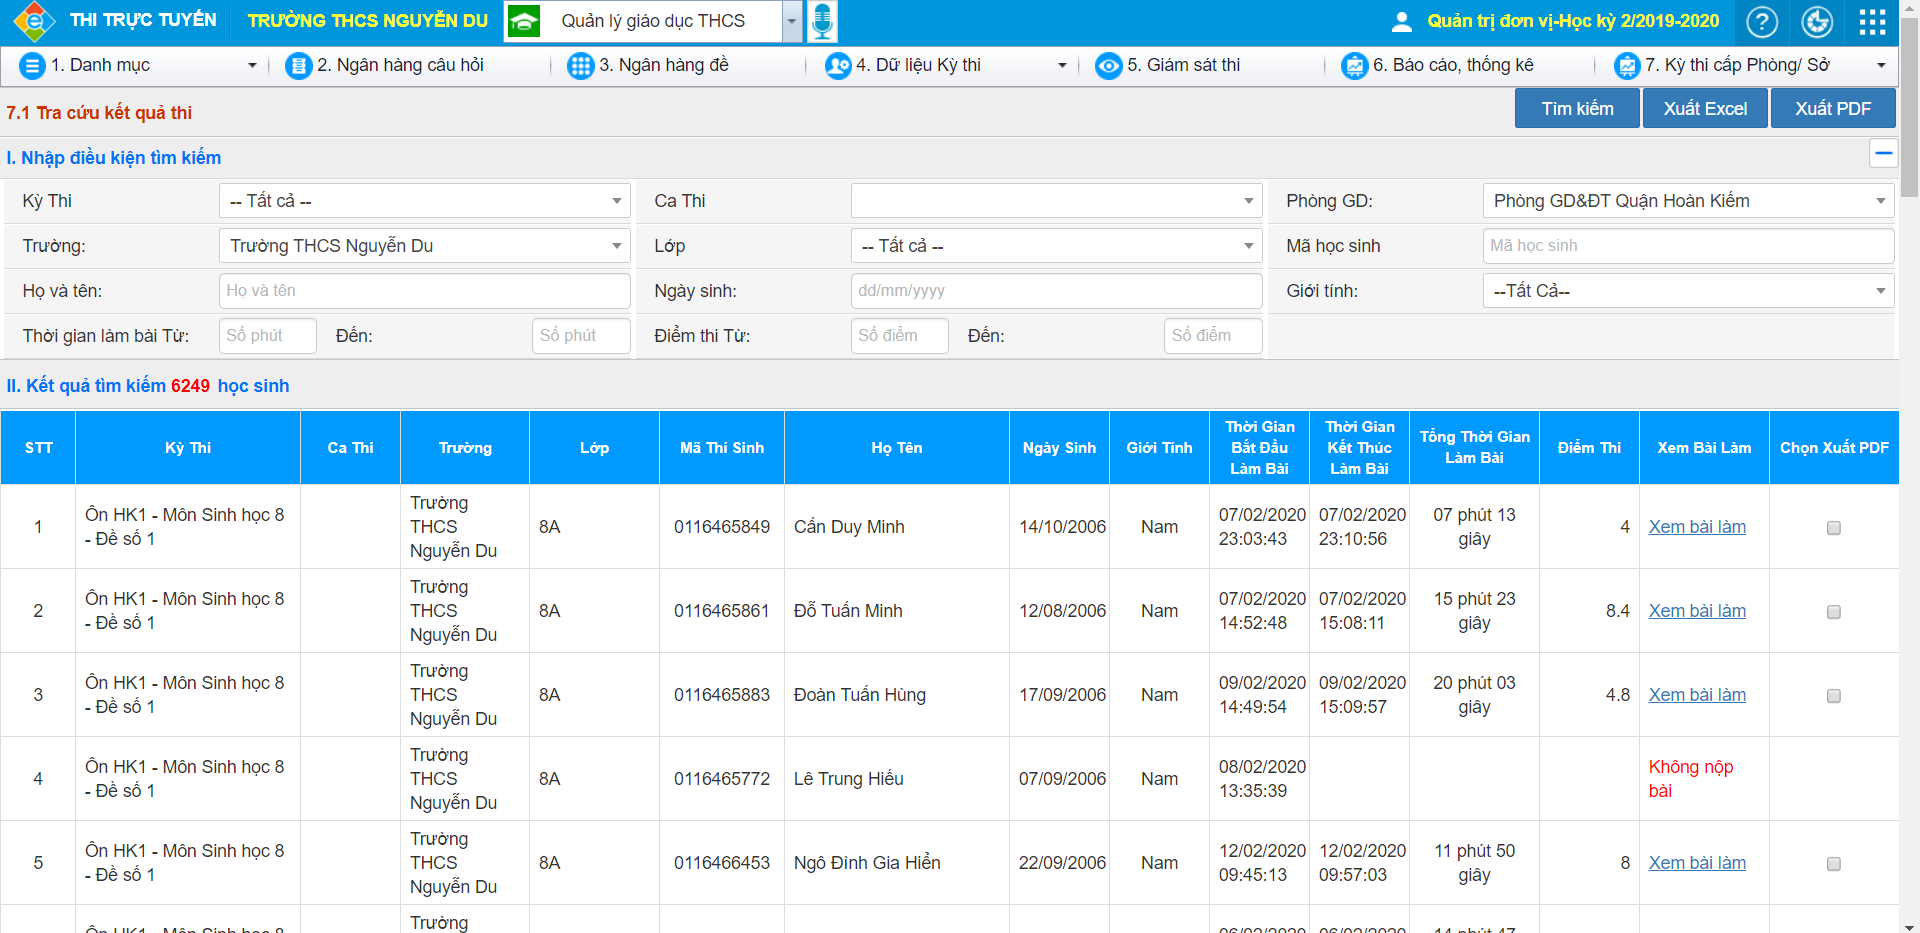 THI TRỰC TUYẾN
TRƯỜNG THCS NGUYỄN DU
Quản lý giáo dục THCS
Quản trị đơn vị-Học kỳ 2/2019-2020
1. Danh mục
2. Ngân hàng câu hỏi
3. Ngân hàng đề
4. Dữ liệu Kỳ thi
5. Giám sát thi
6. Báo cáo, thống kê
7. Kỳ thi cấp Phòng/ Sở
7.1 Tra cứu kết quả thi
Tìm kiếm
Xuất Excel
Xuất PDF
I. Nhập điều kiện tìm kiếm
Kỳ Thi
-- Tất cả --
Ca Thi
Phòng GD:
Phòng GD&ĐT Quận Hoàn Kiếm
Trường:
Trường THCS Nguyễn Du
Lớp
-- Tất cả --
Mã học sinh
Mã học sinh
Họ và tên:
Họ và tên
Ngày sinh:
dd/mm/yyyy
Giới tính:
--Tất Cả--
Thời gian làm bài Từ:
Số phút
Đến:
Số phút
Điểm thi Từ:
Số điểm
Đến:
Số điểm
II. Kết quả tìm kiếm 6249 học sinh
STT
Kỳ Thi
Ca Thi
Trường
Lớp
Mã Thí Sinh
Họ Tên
Ngày Sinh
Giới Tính
Thời Gian
Bắt Đầu
Làm Bài
Thời Gian
Kết Thúc
Làm Bài
Tổng Thời Gian
Làm Bài
Điểm Thi
Xem Bài Làm
Chọn Xuất PDF
1
Ôn HK1 - Môn Sinh học 8
- Đề số 1
Trường
THCS
Nguyễn Du
8A
0116465849
Cấn Duy Minh
14/10/2006
Nam
07/02/2020
23:03:43
07/02/2020
23:10:56
07 phút 13
giây
4
Xem bài làm
2
Ôn HK1 - Môn Sinh học 8
- Đề số 1
Trường
THCS
Nguyễn Du
8A
0116465861
Đỗ Tuấn Minh
12/08/2006
Nam
07/02/2020
14:52:48
07/02/2020
15:08:11
15 phút 23
giây
8.4
Xem bài làm
3
Ôn HK1 - Môn Sinh học 8
- Đề số 1
Trường
THCS
Nguyễn Du
8A
0116465883
Đoàn Tuấn Hùng
17/09/2006
Nam
09/02/2020
14:49:54
09/02/2020
15:09:57
20 phút 03
giây
4.8
Xem bài làm
4
Ôn HK1 - Môn Sinh học 8
- Đề số 1
Trường
THCS
Nguyễn Du
8A
0116465772
Lê Trung Hiếu
07/09/2006
Nam
08/02/2020
13:35:39
Không nộp
bài
5
Ôn HK1 - Môn Sinh học 8
- Đề số 1
Trường
THCS
Nguyễn Du
8A
0116466453
Ngô Đình Gia Hiển
22/09/2006
Nam
12/02/2020
09:45:13
12/02/2020
09:57:03
11 phút 50
giây
8
Xem bài làm
Ôn HK1 - Môn Sinh học 8
Trường
06/02/2020
06/02/2020
14 phút 47